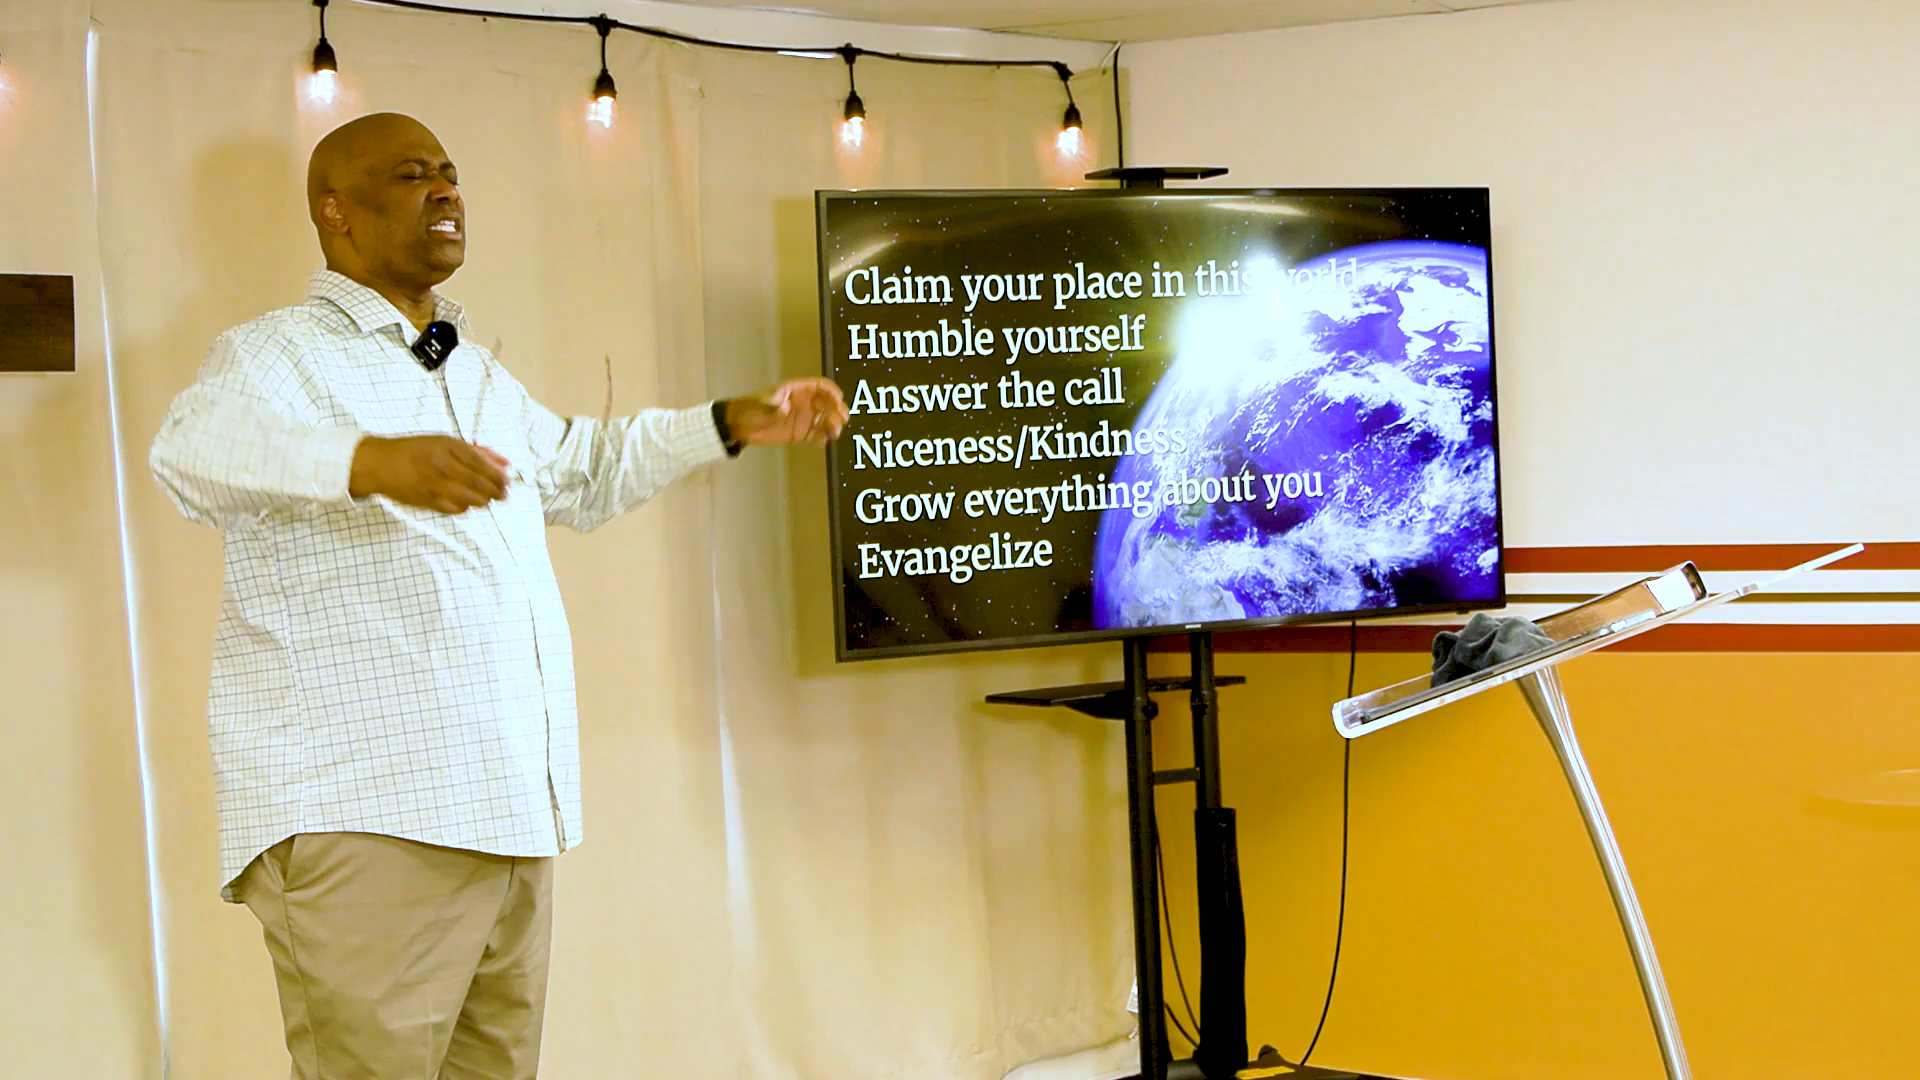 Claim your place in this world
Humble yourself
Answer the call
Niceness/Kindness
Grow everything about you
Evangelize